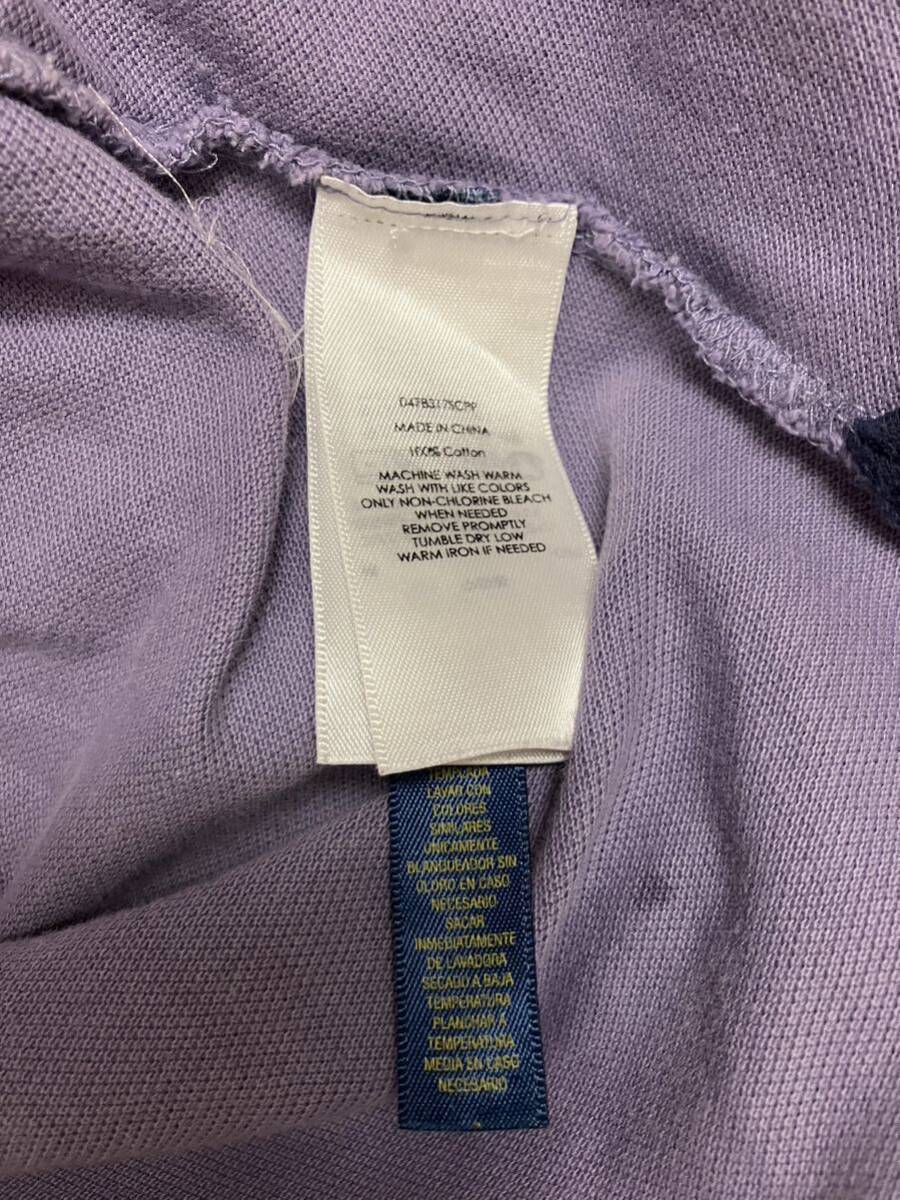 047B317SCPP
MADE IN CHINA
100% Cotton
MACHINE WASH WARM
WASH WITH LIKE COLORS
ONLY NON-CHLORINE BLEACH
WHEN NEEDED
REMOVE PROMPTLY
TUMBLE DRY LOW
WARM IRON IF NEEDED
TEMPLADA
LAVAR CON
COLORES
SIMILARES
UNICAMENTE
BLANQUEADOR SIN
CLORO EN CASO
NECESARIO
SACAR
INMEDIATAMENTE
DE LAVADORA
SECADO A BAJA
TEMPERATURA
PLANCHAR A
TEMPERATURA
MEDIA EN CASO
NECESARIO